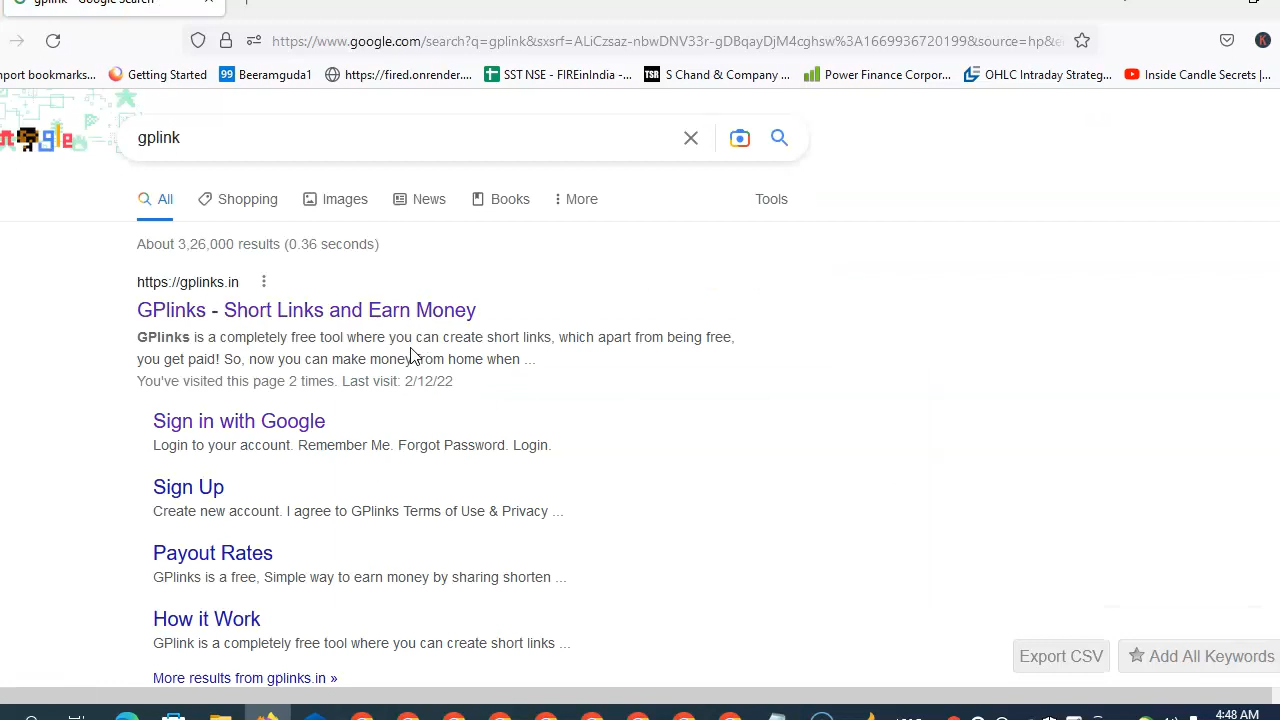 gplink - Google Search
https://www.google.com/search?q=gplink&sxsrf=ALiCzsaz-nbwDNV33r-gDBqayDjM4cghsw%3A1669936720199&source=hp&ei
mport bookmarks... Getting Started 99 Beeramguda1 https://fired.onrender.... SST NSE - FIREinIndia -... TSR S Chand & Company ... Power Finance Corpor... OHLC Intraday Strateg... Inside Candle Secrets |...
gplink
All Shopping Images News Books More Tools
About 3,26,000 results (0.36 seconds)
https://gplinks.in
GPlinks - Short Links and Earn Money
GPlinks is a completely free tool where you can create short links, which apart from being free,
you get paid! So, now you can make money from home when ...
You've visited this page 2 times. Last visit: 2/12/22
Sign in with Google
Login to your account. Remember Me. Forgot Password. Login.
Sign Up
Create new account. I agree to GPlinks Terms of Use & Privacy ...
Payout Rates
GPlinks is a free, Simple way to earn money by sharing shorten ...
How it Work
GPlink is a completely free tool where you can create short links ...
Export CSV Add All Keywords
More results from gplinks.in »
4:48 AM